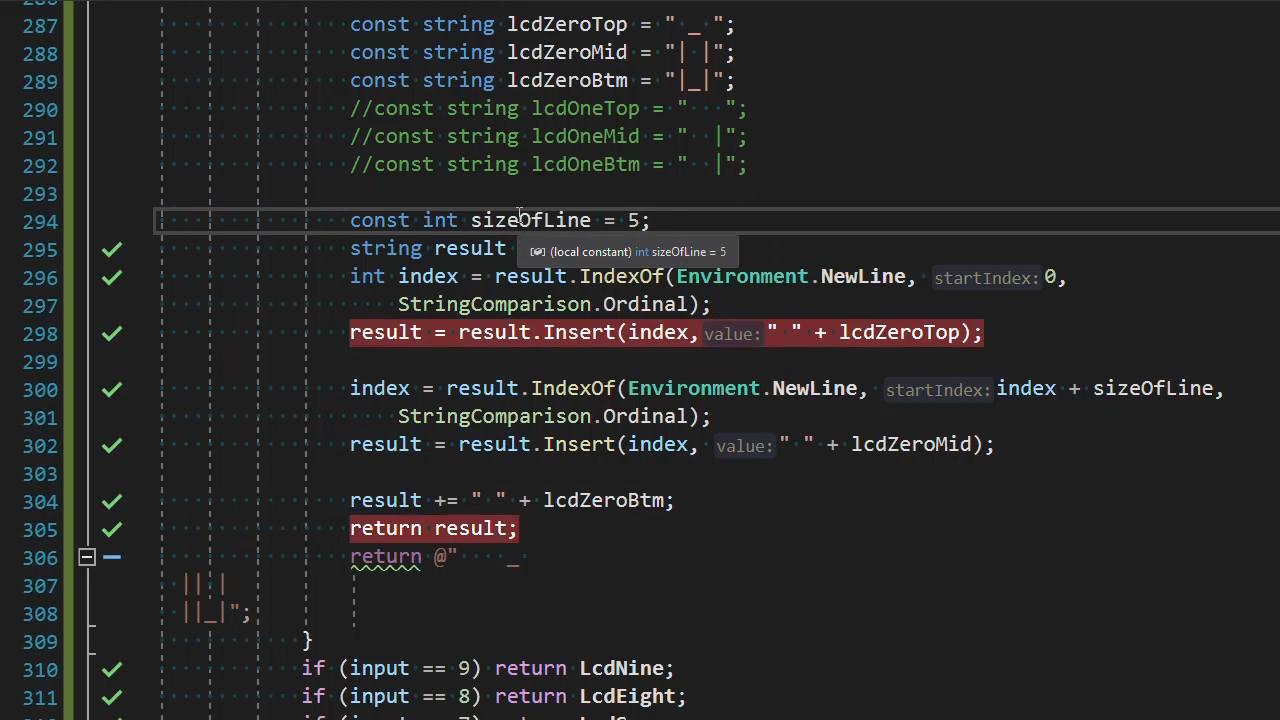 287 const string lcdZeroTop = " _ ";
288 const string lcdZeroMid = "| |";
289 const string lcdZeroBtm = "|_|";
290 //const string lcdOneTop = "   ";
291 //const string lcdOneMid = "  |";
292 //const string lcdOneBtm = "  |";
293
294 const int sizeOfLine = 5;
295 string result
(local constant) int sizeOfLine = 5
296 int index = result.IndexOf(Environment.NewLine, startIndex: 0,
297 StringComparison.Ordinal);
298 result = result.Insert(index, value: " " + lcdZeroTop);
299
300 index = result.IndexOf(Environment.NewLine, startIndex: index + sizeOfLine,
301 StringComparison.Ordinal);
302 result = result.Insert(index, value: " " + lcdZeroMid);
303
304 result += " " + lcdZeroBtm;
305 return result;
306 return @"    _
307   || |
308   ||_|";
309 }
310 if (input == 9) return LcdNine;
311 if (input == 8) return LcdEight;